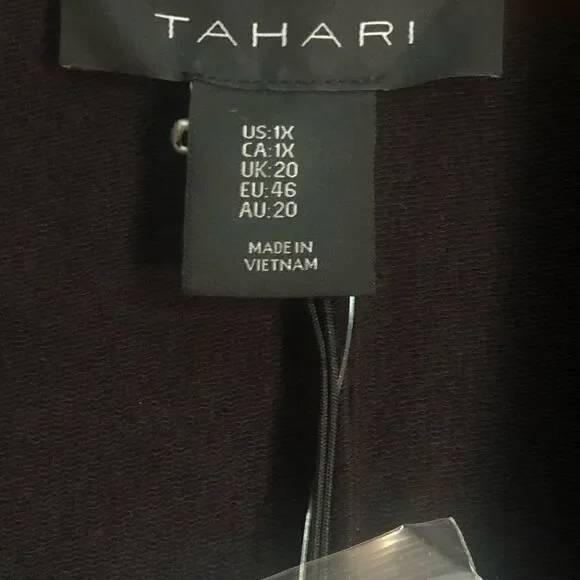 TAHARI
US:1X
CA:1X
UK:20
EU:46
AU:20
MADE IN
VIETNAM